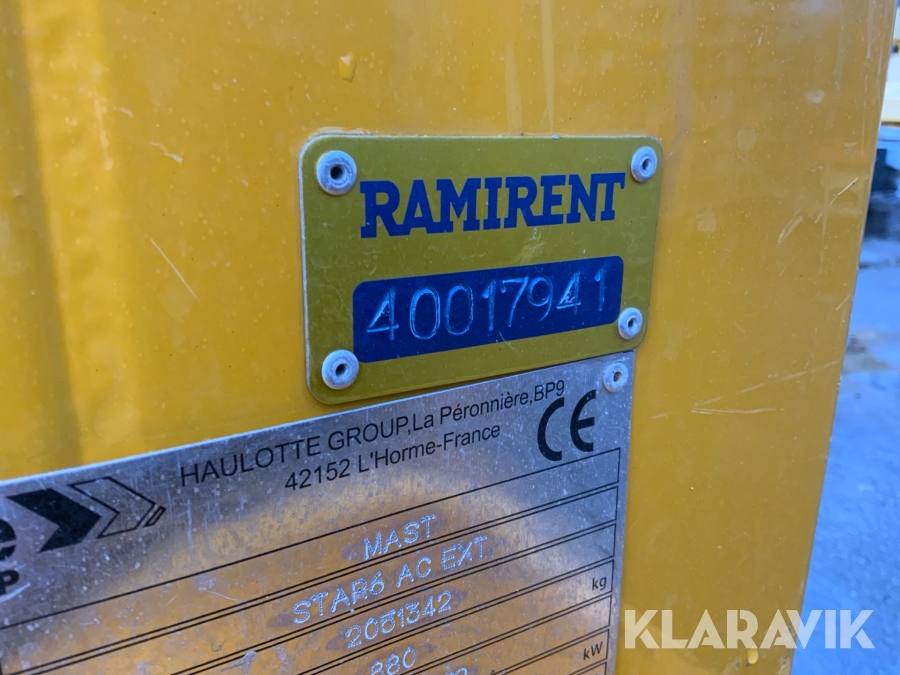 RAMIRENT
40017941
HAULOTTE GROUP,La Péronnière,BP9
42152 L'Horme-France
CE
MAST
STAR6 AC EXT
2051342
kg
880
kW
KLARAVIK